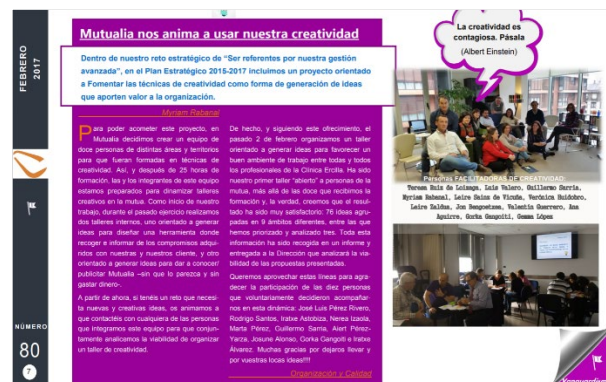 FEBRERO
2017
NÚMERO
80
7
Mutualia nos anima a usar nuestra creatividad
Dentro de nuestro reto estratégico de “Ser referentes por nuestra gestión
avanzada”, en el Plan Estratégico 2015-2017 incluimos un proyecto orientado
a Fomentar las técnicas de creatividad como forma de generación de ideas
que aporten valor a la organización.
Myriam Rabanal
Para poder acometer este proyecto, en
Mutualia decidimos crear un equipo de
doce personas de distintas áreas y territorios
para que fueran formadas en técnicas de
creatividad. Así, y después de 25 horas de
formación, las y los integrantes de este equipo
estamos preparados para dinamizar talleres
creativos en la mutua. Como inicio de nuestro
trabajo, durante el pasado ejercicio realizamos
dos talleres internos, uno orientado a generar
ideas para diseñar una herramienta donde
recoger e informar de los compromisos adqui-
ridos con nuestras y nuestros cliente, y otro
orientado a generar ideas para dar a conocer/
publicitar Mutualia –sin que lo parezca y sin
gastar dinero-.
A partir de ahora, si tenéis un reto que necesi-
ta nuevas y creativas ideas, os animamos a
que contactéis con cualquiera de las personas
que integramos este equipo para que conjun-
tamente analicemos la viabilidad de organizar
un taller de creatividad.
De hecho, y siguiendo este ofrecimiento, el
pasado 2 de febrero organizamos un taller
orientado a generar ideas para favorecer un
buen ambiente de trabajo entre todas y todos
los profesionales de la Clínica Ercilla. Ha sido
nuestro primer taller “abierto” a personas de la
mutua, más allá de las doce que recibimos la
formación y, la verdad, creemos que el resul-
tado ha sido muy satisfactorio: 76 ideas agru-
padas en 9 ámbitos diferentes, entre las que
hemos priorizado y analizado tres. Toda esta
información ha sido recogida en un informe y
entregada a la Dirección que analizará la via-
bilidad de las propuestas presentadas.
Queremos aprovechar estas líneas para agra-
decer la participación de las diez personas
que voluntariamente decidieron acompañar-
nos en esta dinámica: José Luis Pérez Rivero,
Rodrigo Santos, Iratxe Astobiza, Nerea Izaola,
Marta Pérez, Guillermo Sarria, Aiert Pérez-
Yarza, Josune Alonso, Gorka Gangoiti e Iratxe
Álvarez. Muchas gracias por dejaros llevar y
por vuestras locas ideas!!!!
Organización y Calidad
La creatividad es
contagiosa. Pásala
(Albert Einstein)
Personas FACILITADORAS DE CREATIVIDAD:
Teresa Ruiz de Loizaga, Luis Valero, Guillermo Sarria,
Myriam Rabanal, Leire Sainz de Vicuña, Verónica Ruidobro,
Leire Zaldua, Jon Bengoetxea, Valentín Guerrero, Ana
Aguirre, Gorka Gangoiti, Gemma López
Vanguardius